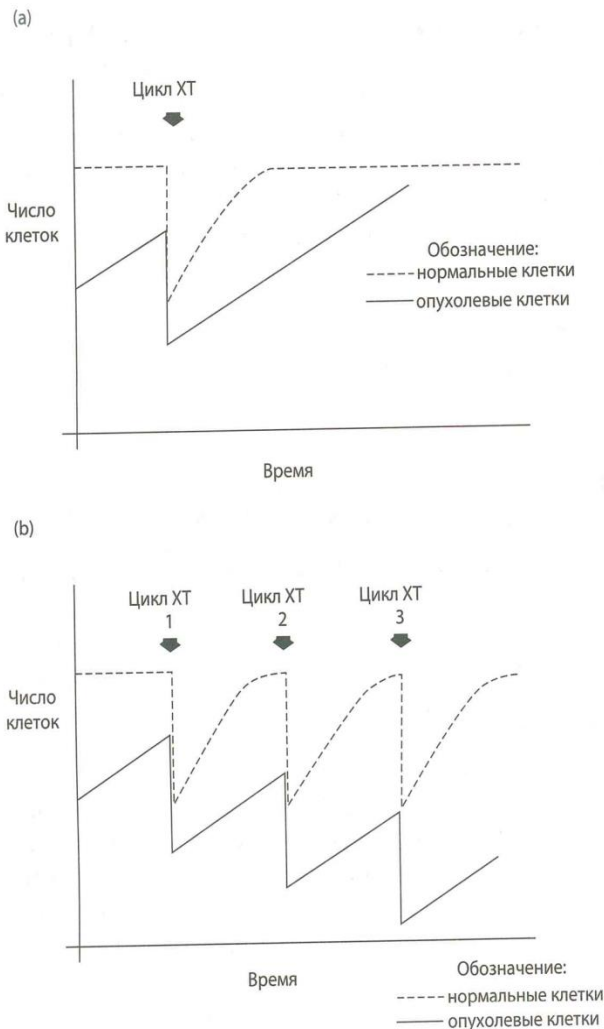 (a)
Цикл ХТ
Число
клеток
Обозначение:
нормальные клетки
опухолевые клетки
Время
(b)
Цикл ХТ
1
Цикл ХТ
2
Цикл ХТ
3
Число
клеток
Время
Обозначение:
нормальные клетки
опухолевые клетки